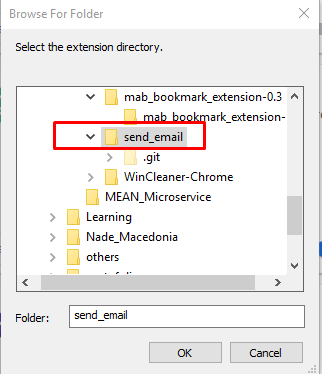 Browse For Folder
Select the extension directory.
mab_bookmark_extension-0.3
mab_bookmark_extension-
send_email
.git
WinCleaner-Chrome
MEAN_Microservice
Learning
Nade_Macedonia
others
Folder:
send_email
OK
Cancel